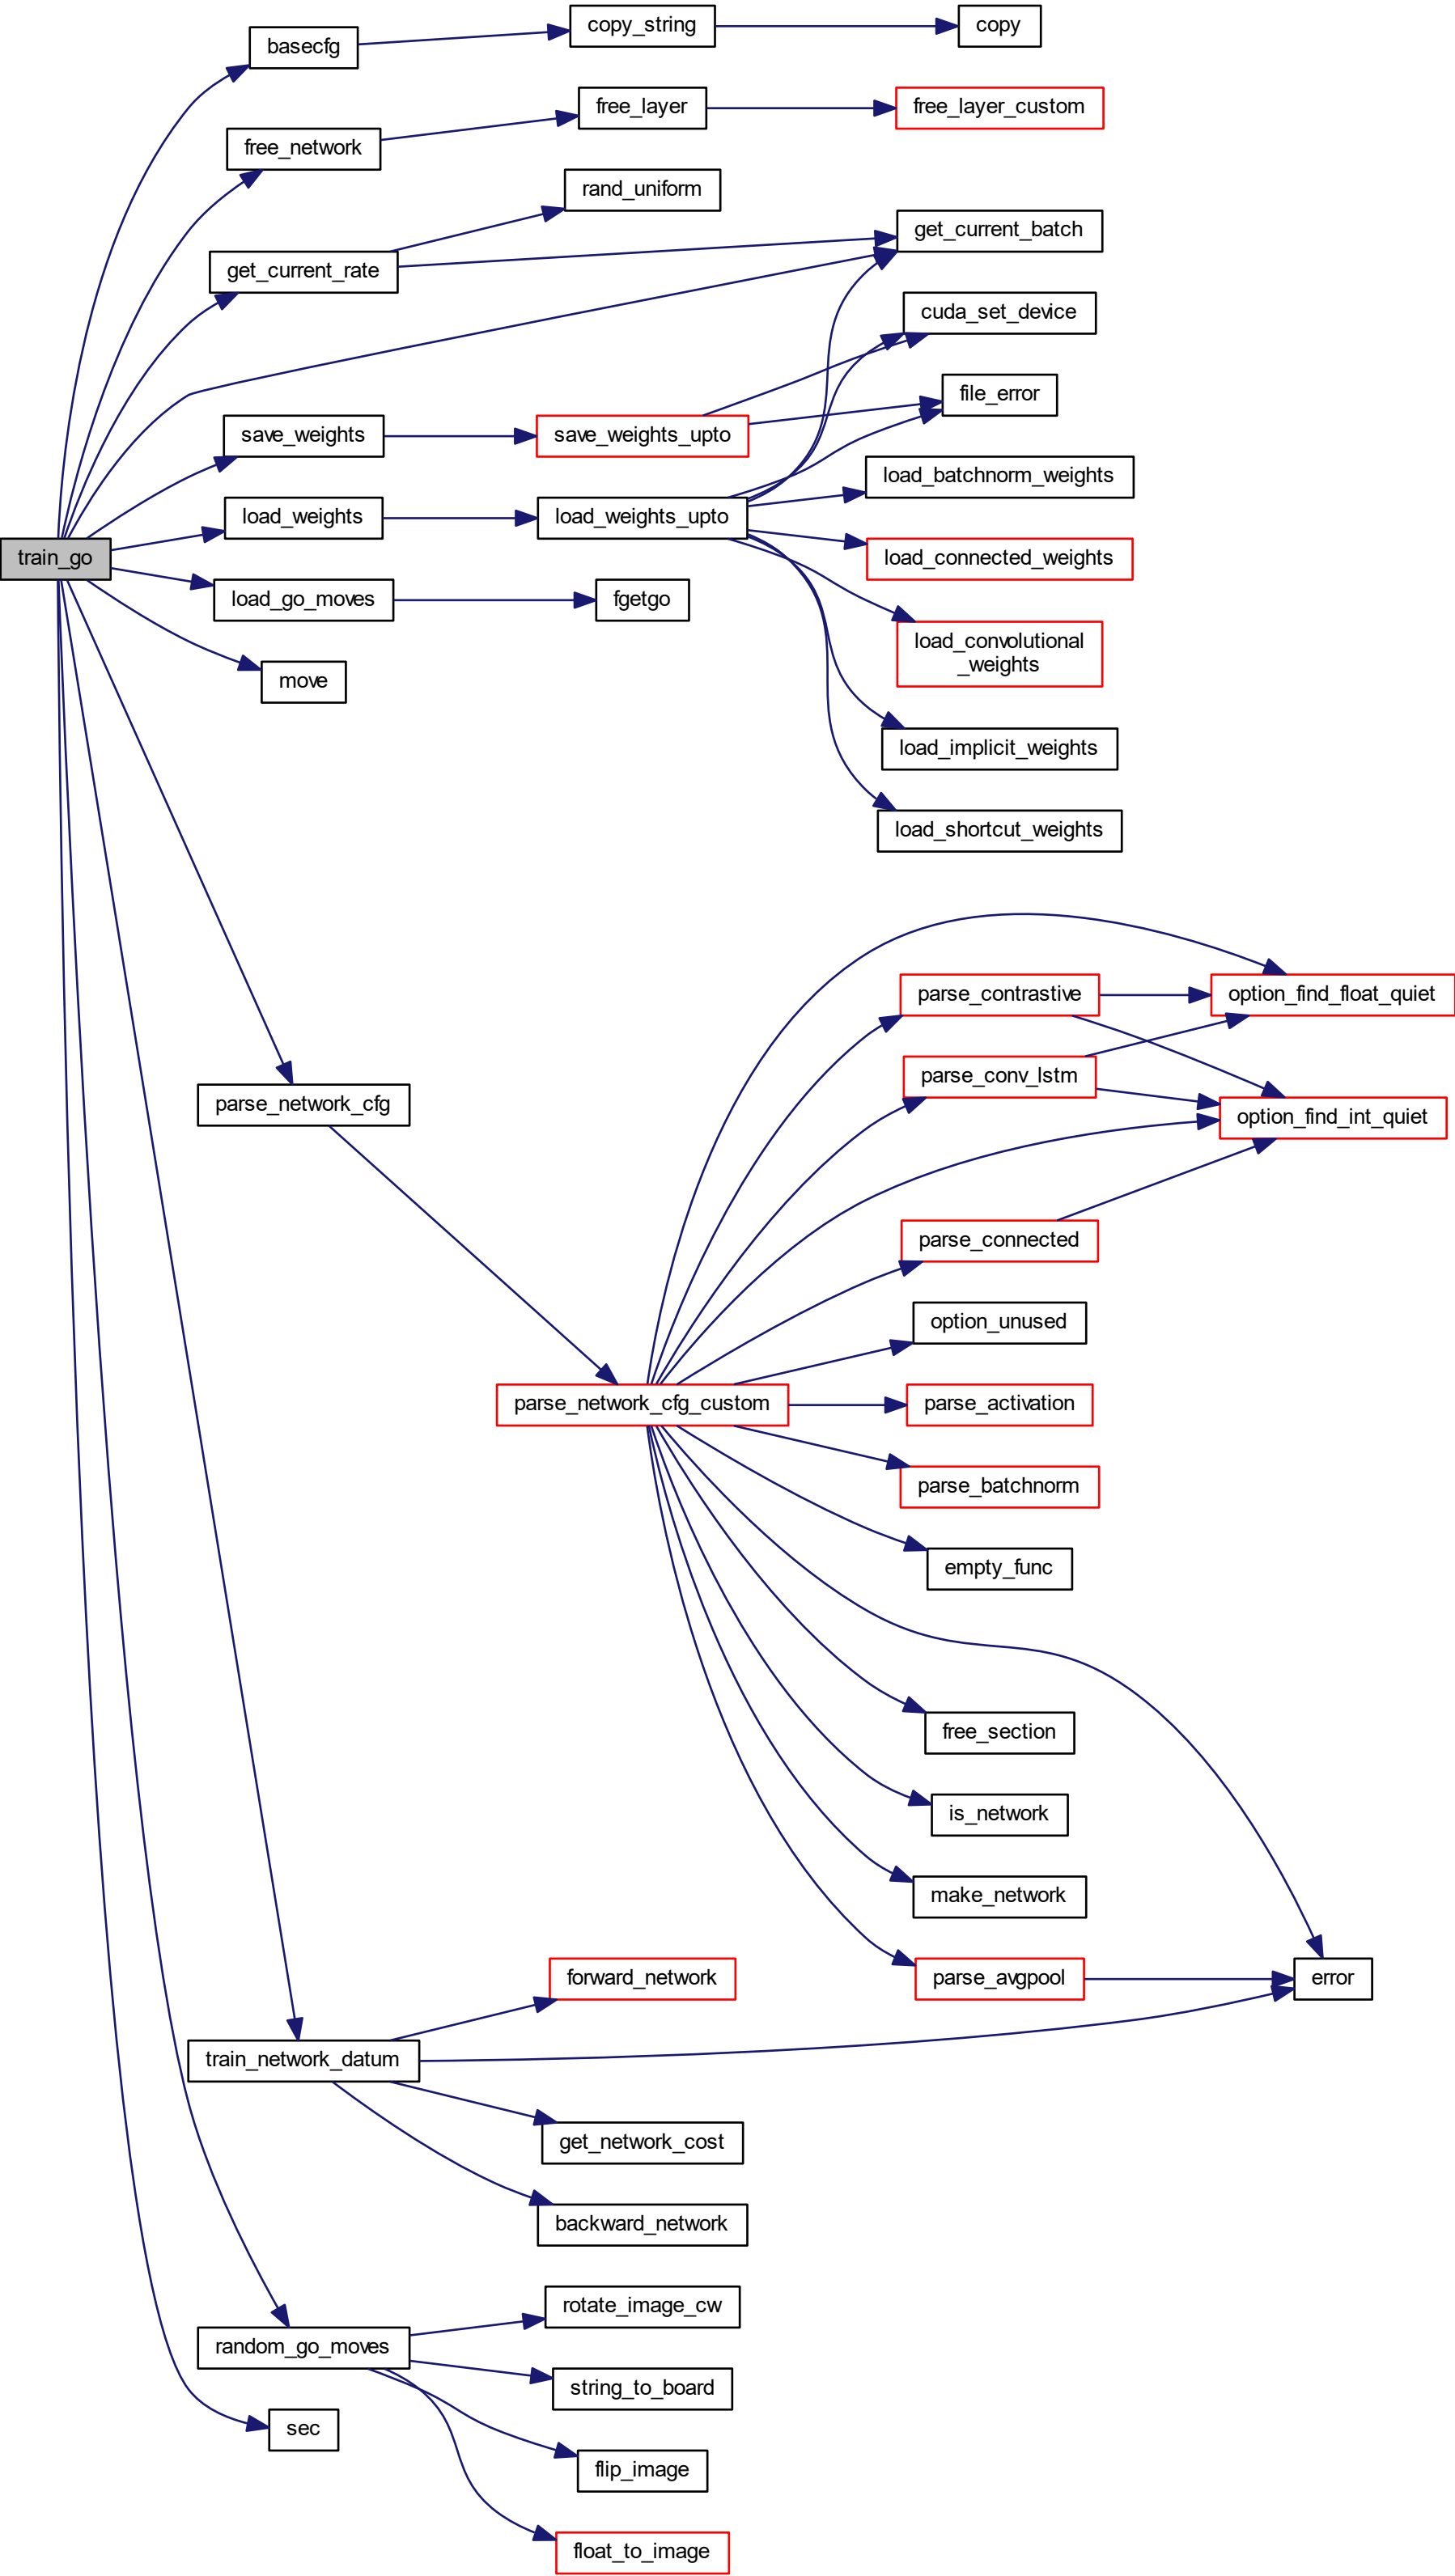 basecfg
copy_string
copy
free_layer
free_layer_custom
free_network
rand_uniform
get_current_rate
get_current_batch
cuda_set_device
file_error
save_weights
save_weights_upto
load_batchnorm_weights
load_weights
load_weights_upto
load_connected_weights
train_go
load_go_moves
fgetgo
load_convolutional
_weights
move
load_implicit_weights
load_shortcut_weights
parse_contrastive
option_find_float_quiet
parse_conv_lstm
parse_network_cfg
option_find_int_quiet
parse_connected
option_unused
parse_network_cfg_custom
parse_activation
parse_batchnorm
empty_func
free_section
is_network
make_network
forward_network
parse_avgpool
error
train_network_datum
get_network_cost
backward_network
rotate_image_cw
random_go_moves
string_to_board
sec
flip_image
float_to_image